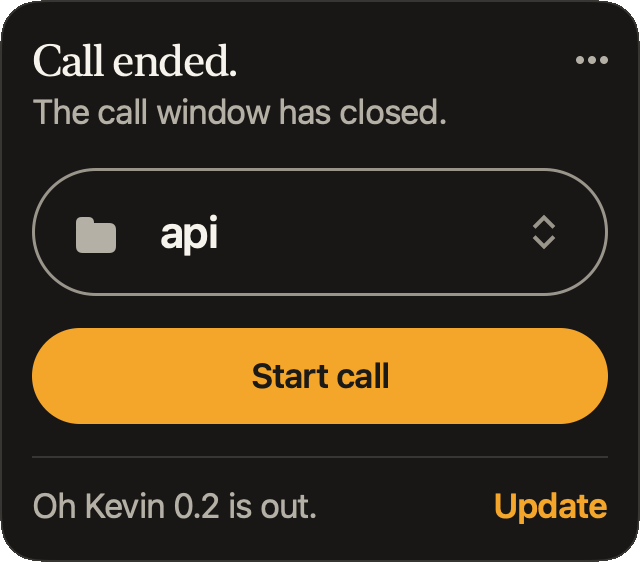 Call ended.
The call window has closed.
api
Start call
Oh Kevin 0.2 is out.
Update